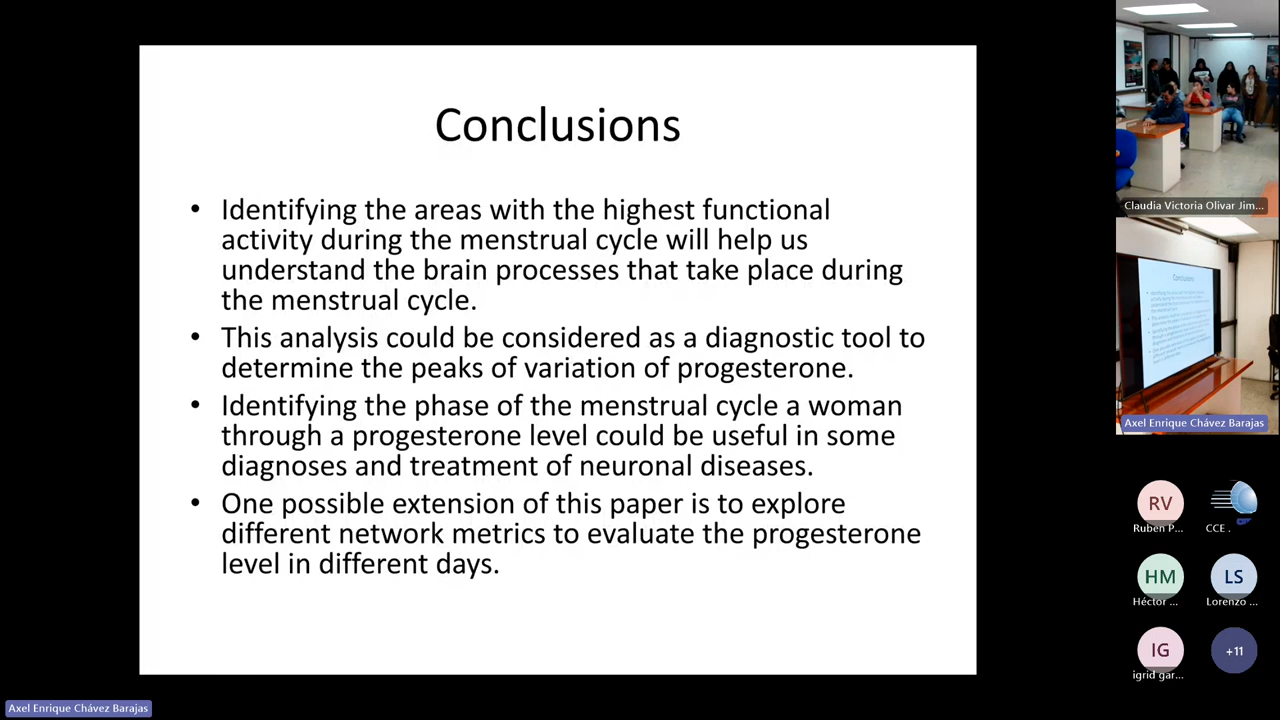 Conclusions
• Identifying the areas with the highest functional
activity during the menstrual cycle will help us
understand the brain processes that take place during
the menstrual cycle.
• This analysis could be considered as a diagnostic tool to
determine the peaks of variation of progesterone.
• Identifying the phase of the menstrual cycle a woman
through a progesterone level could be useful in some
diagnoses and treatment of neuronal diseases.
• One possible extension of this paper is to explore
different network metrics to evaluate the progesterone
level in different days.
Claudia Victoria Olivar Jim...
Conclusions
Axel Enrique Chávez Barajas
RV
Ruben P...
CCE .
HM
Héctor ...
LS
Lorenzo ...
IG
igrid gar...
+11
Axel Enrique Chávez Barajas